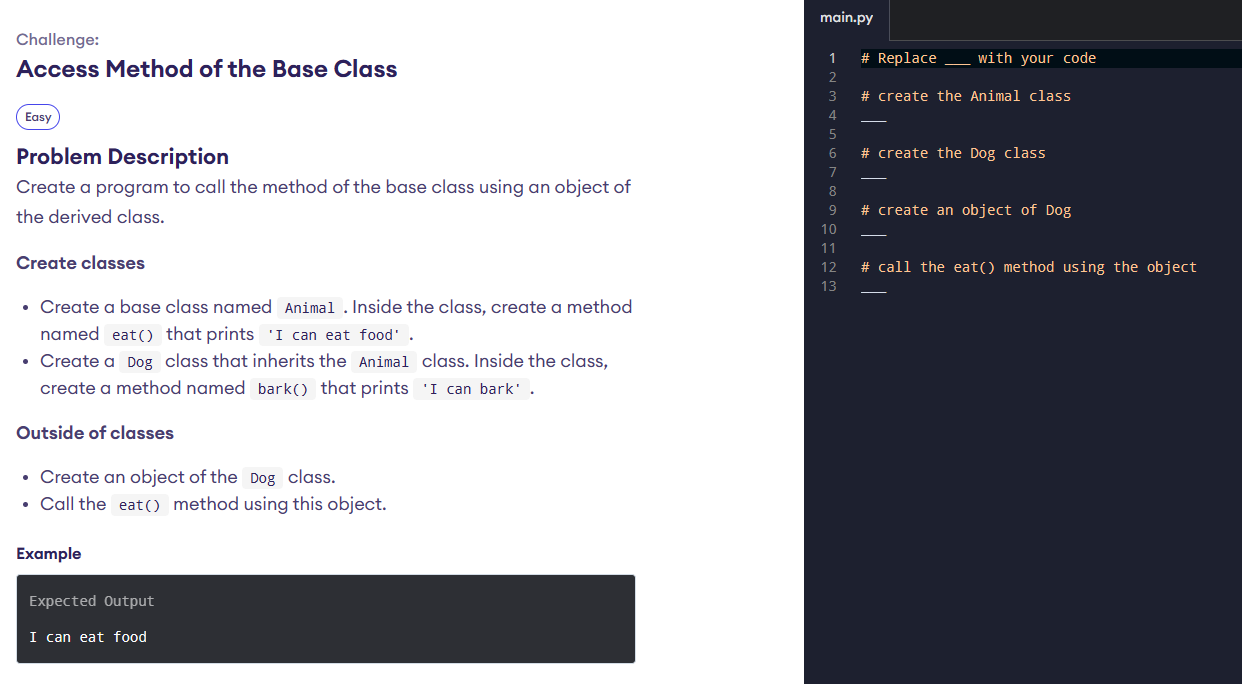 Challenge:
Access Method of the Base Class
Easy
Problem Description
Create a program to call the method of the base class using an object of
the derived class.
Create classes
• Create a base class named Animal . Inside the class, create a method
named eat() that prints 'I can eat food' .
• Create a Dog class that inherits the Animal class. Inside the class,
create a method named bark() that prints 'I can bark' .
Outside of classes
• Create an object of the Dog class.
• Call the eat() method using this object.
Example
Expected Output
I can eat food
main.py
1 # Replace ___ with your code
2
3 # create the Animal class
4 ___
5
6 # create the Dog class
7 ___
8
9 # create an object of Dog
10 ___
11
12 # call the eat() method using the object
13 ___